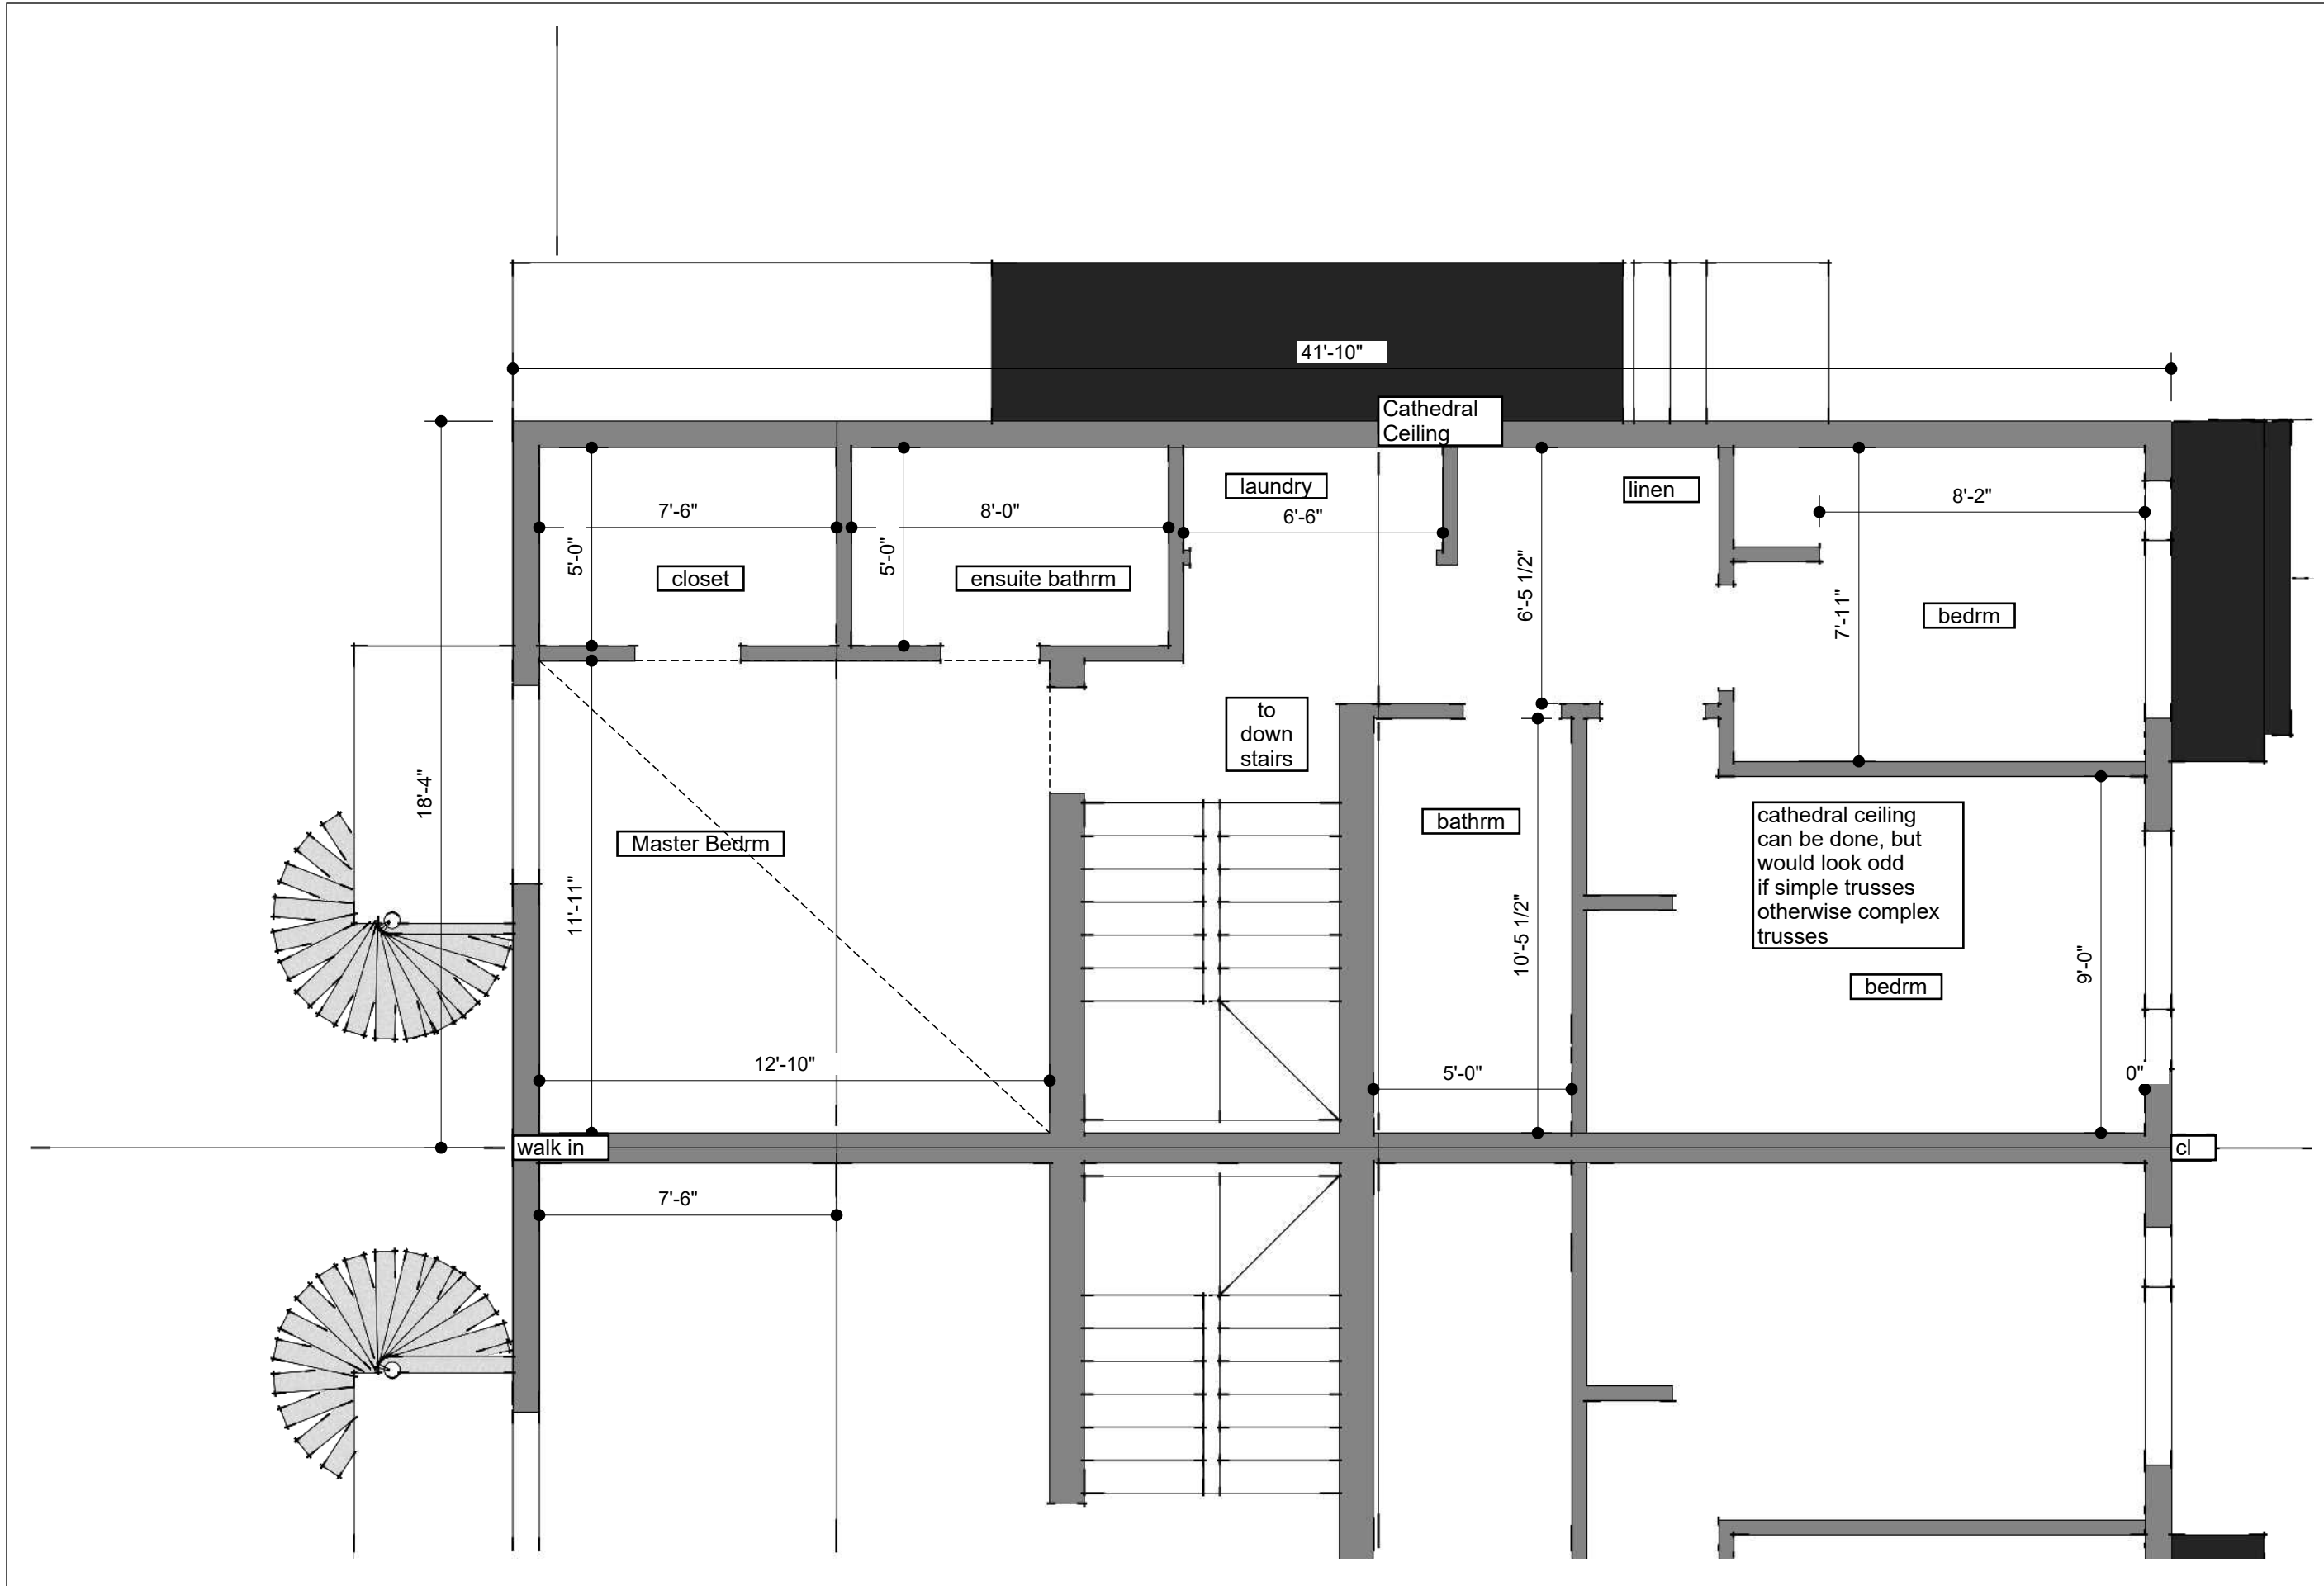 41'-10"
Cathedral
Ceiling
laundry
linen
7'-6"
8'-0"
6'-6"
8'-2"
5'-0"
5'-0"
closet
ensuite bathrm
6'-5 1/2"
7'-11"
bedrm
to
down
stairs
18'-4"
Master Bedrm
bathrm
cathedral ceiling
can be done, but
would look odd
if simple trusses
otherwise complex
trusses
11'-11"
10'-5 1/2"
9'-0"
bedrm
12'-10"
5'-0"
0"
walk in
cl
7'-6"